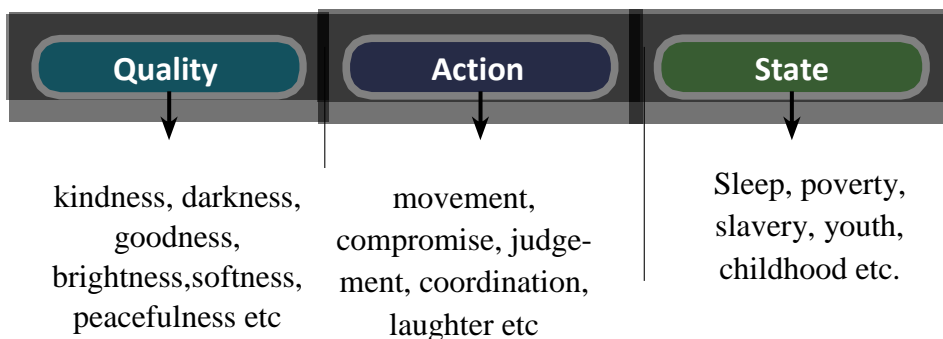 Quality
kindness, darkness,
goodness,
brightness,softness,
peacefulness etc
Action
movement,
compromise, judge-
ment, coordination,
laughter etc
State
Sleep, poverty,
slavery, youth,
childhood etc.